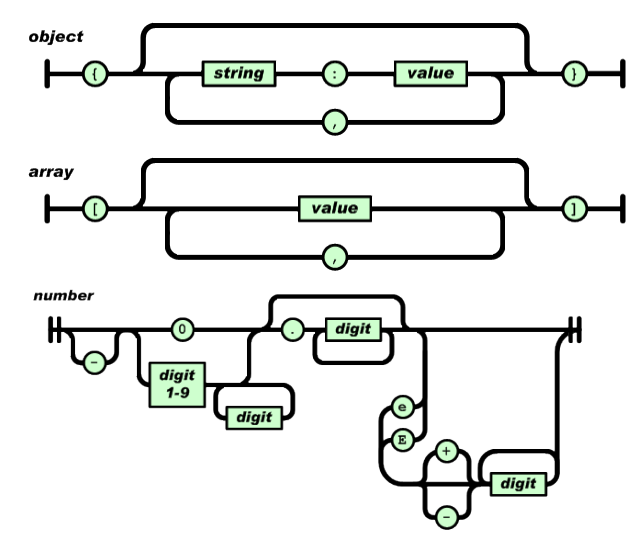 object
{ string : value }
,
array
[ value ]
,
number
0 . digit
-
digit
1-9
digit
e
E
+
digit
-